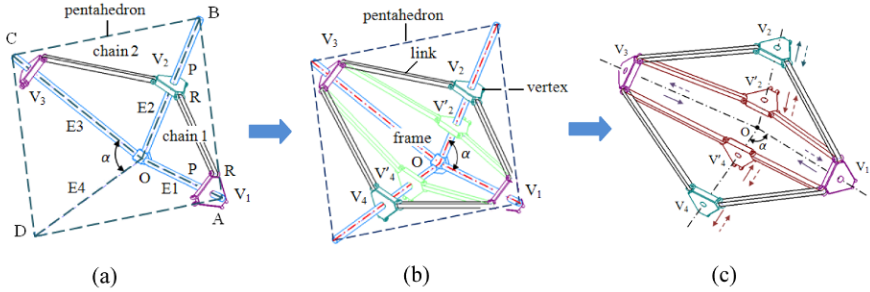 pentahedron
B
C
chain 2
V2
P
R
V3
E2
E3
chain 1
α
O
P
R
E1
V1
E4
A
D
(a)
pentahedron
V3
link
V2
V'2
vertex
frame
O
α
V'4
V4
V1
(b)
V2
V3
V'2
O
α
V'4
V1
V4
(c)